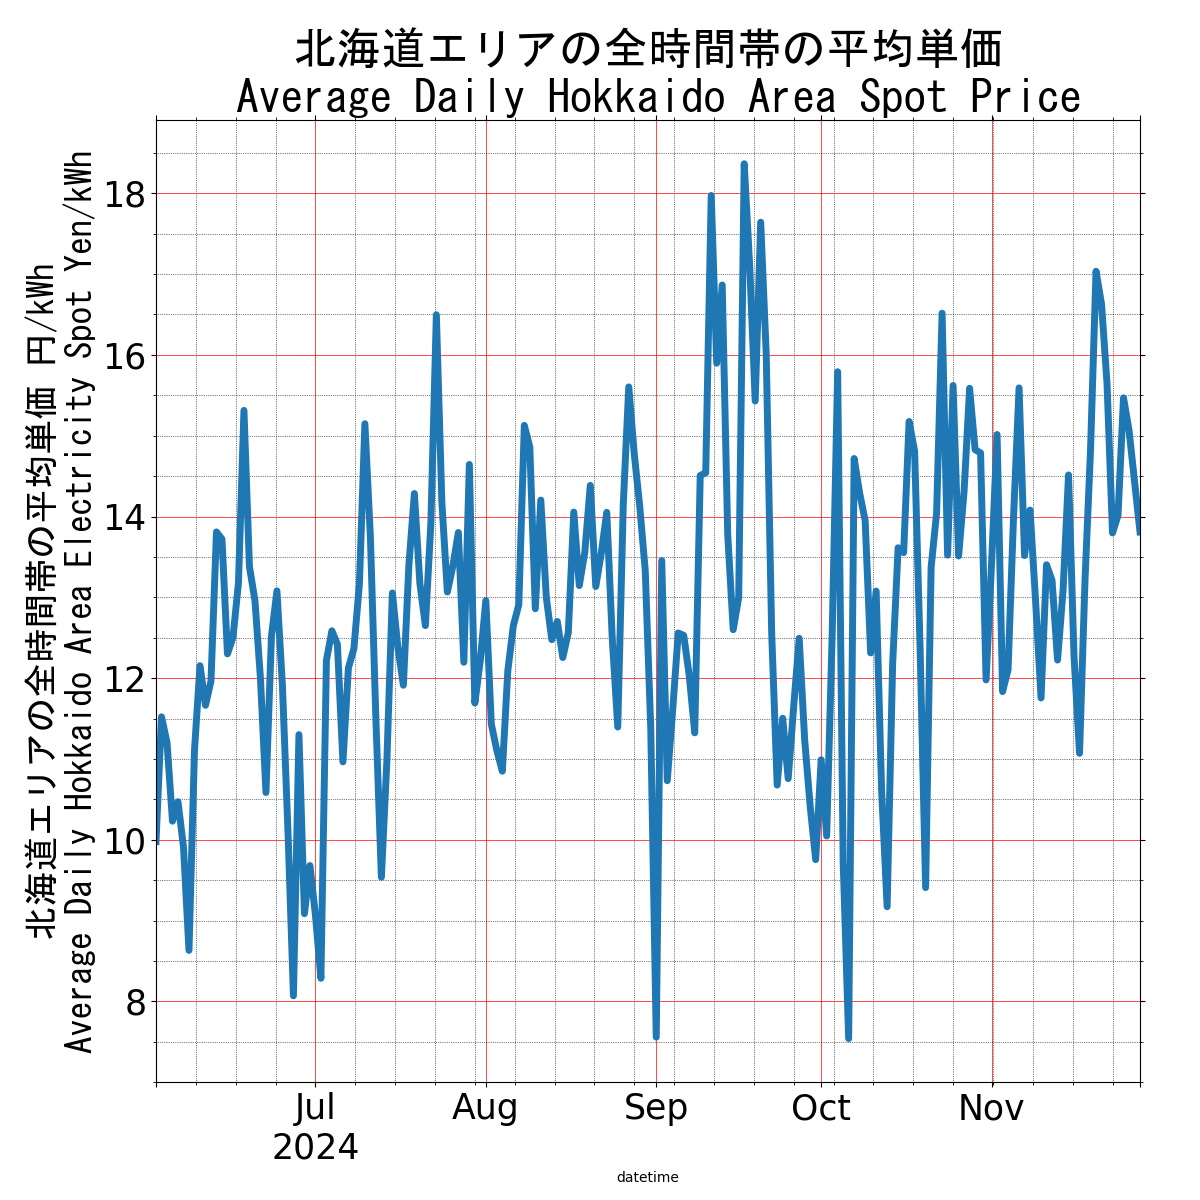 北海道エリアの全時間帯の平均単価
Average Daily Hokkaido Area Spot Price
北海道エリアの全時間帯の平均単価 円/kWh
Average Daily Hokkaido Area Electricity Spot Yen/kWh
18
16
14
12
10
8
Jul
2024
Aug
Sep
Oct
Nov
datetime